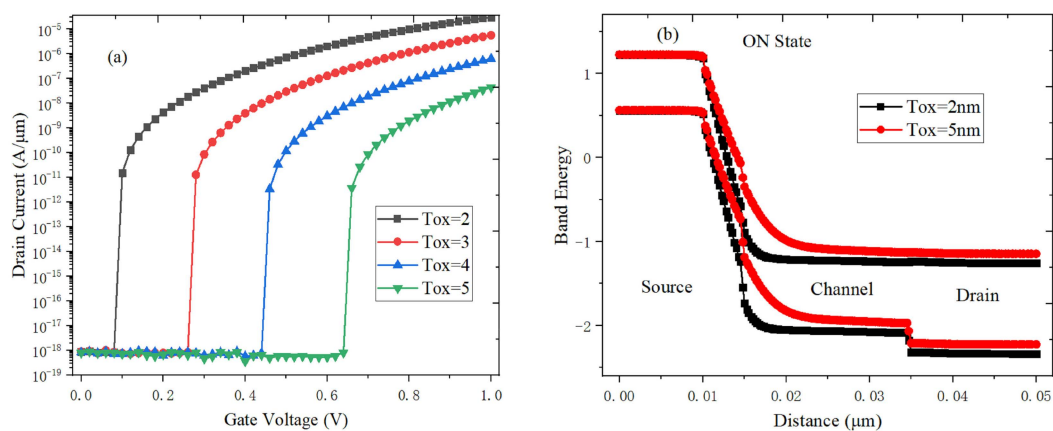 (a)
Drain Current (A/μm)
10⁻⁵
10⁻⁶
10⁻⁷
10⁻⁸
10⁻⁹
10⁻¹⁰
10⁻¹¹
10⁻¹²
10⁻¹³
10⁻¹⁴
10⁻¹⁵
10⁻¹⁶
10⁻¹⁷
10⁻¹⁸
10⁻¹⁹
Tox=2
Tox=3
Tox=4
Tox=5
0.0 0.2 0.4 0.6 0.8 1.0
Gate Voltage (V)
(b)
ON State
Band Energy
1
0
−1
−2
Tox=2nm
Tox=5nm
Source
Channel
Drain
0.00 0.01 0.02 0.03 0.04 0.05
Distance (μm)